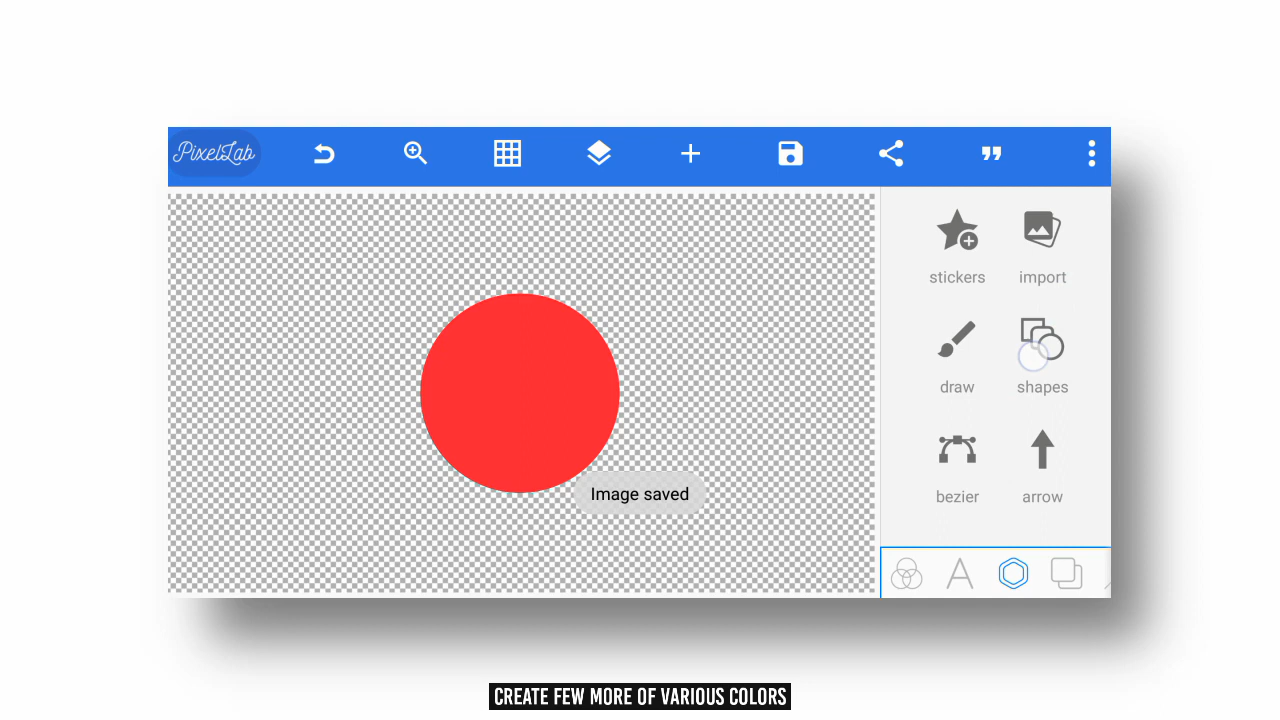 PixelLab
stickers
import
draw
shapes
bezier
arrow
Image saved
CREATE FEW MORE OF VARIOUS COLORS